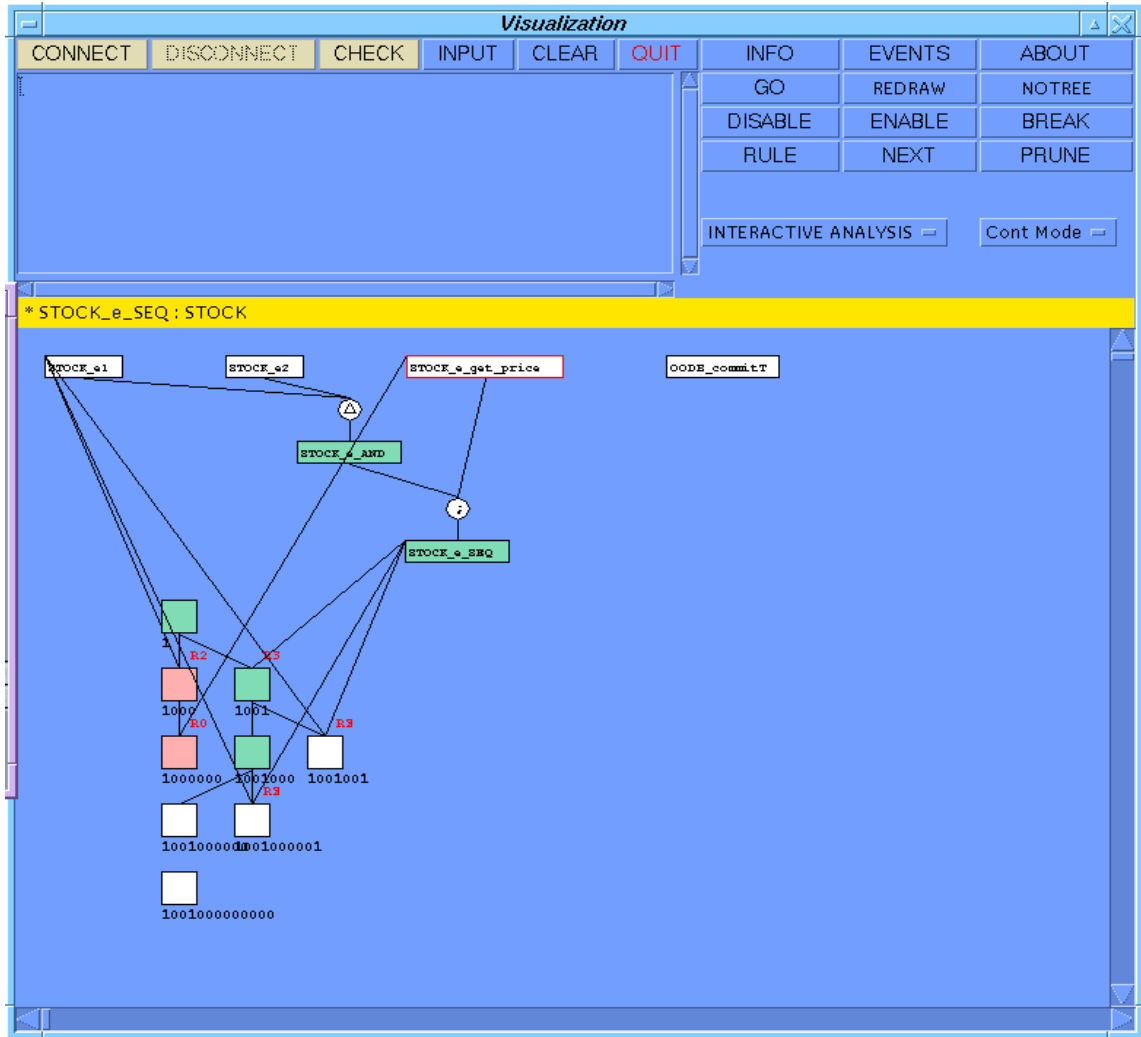 Visualization
CONNECT DISCONNECT CHECK INPUT CLEAR QUIT INFO EVENTS ABOUT
GO REDRAW NOTREE
DISABLE ENABLE BREAK
RULE NEXT PRUNE
INTERACTIVE ANALYSIS Cont Mode
* STOCK_e_SEQ : STOCK
STOCK_e1 STOCK_e2 STOCK_e_get_price OODB_commitT
STOCK_e_AND
;
STOCK_e_SEQ
1
R2 R3
1000 1001
R0
1000000 1001000 1001001
1001000000 1001000001
1001000000000